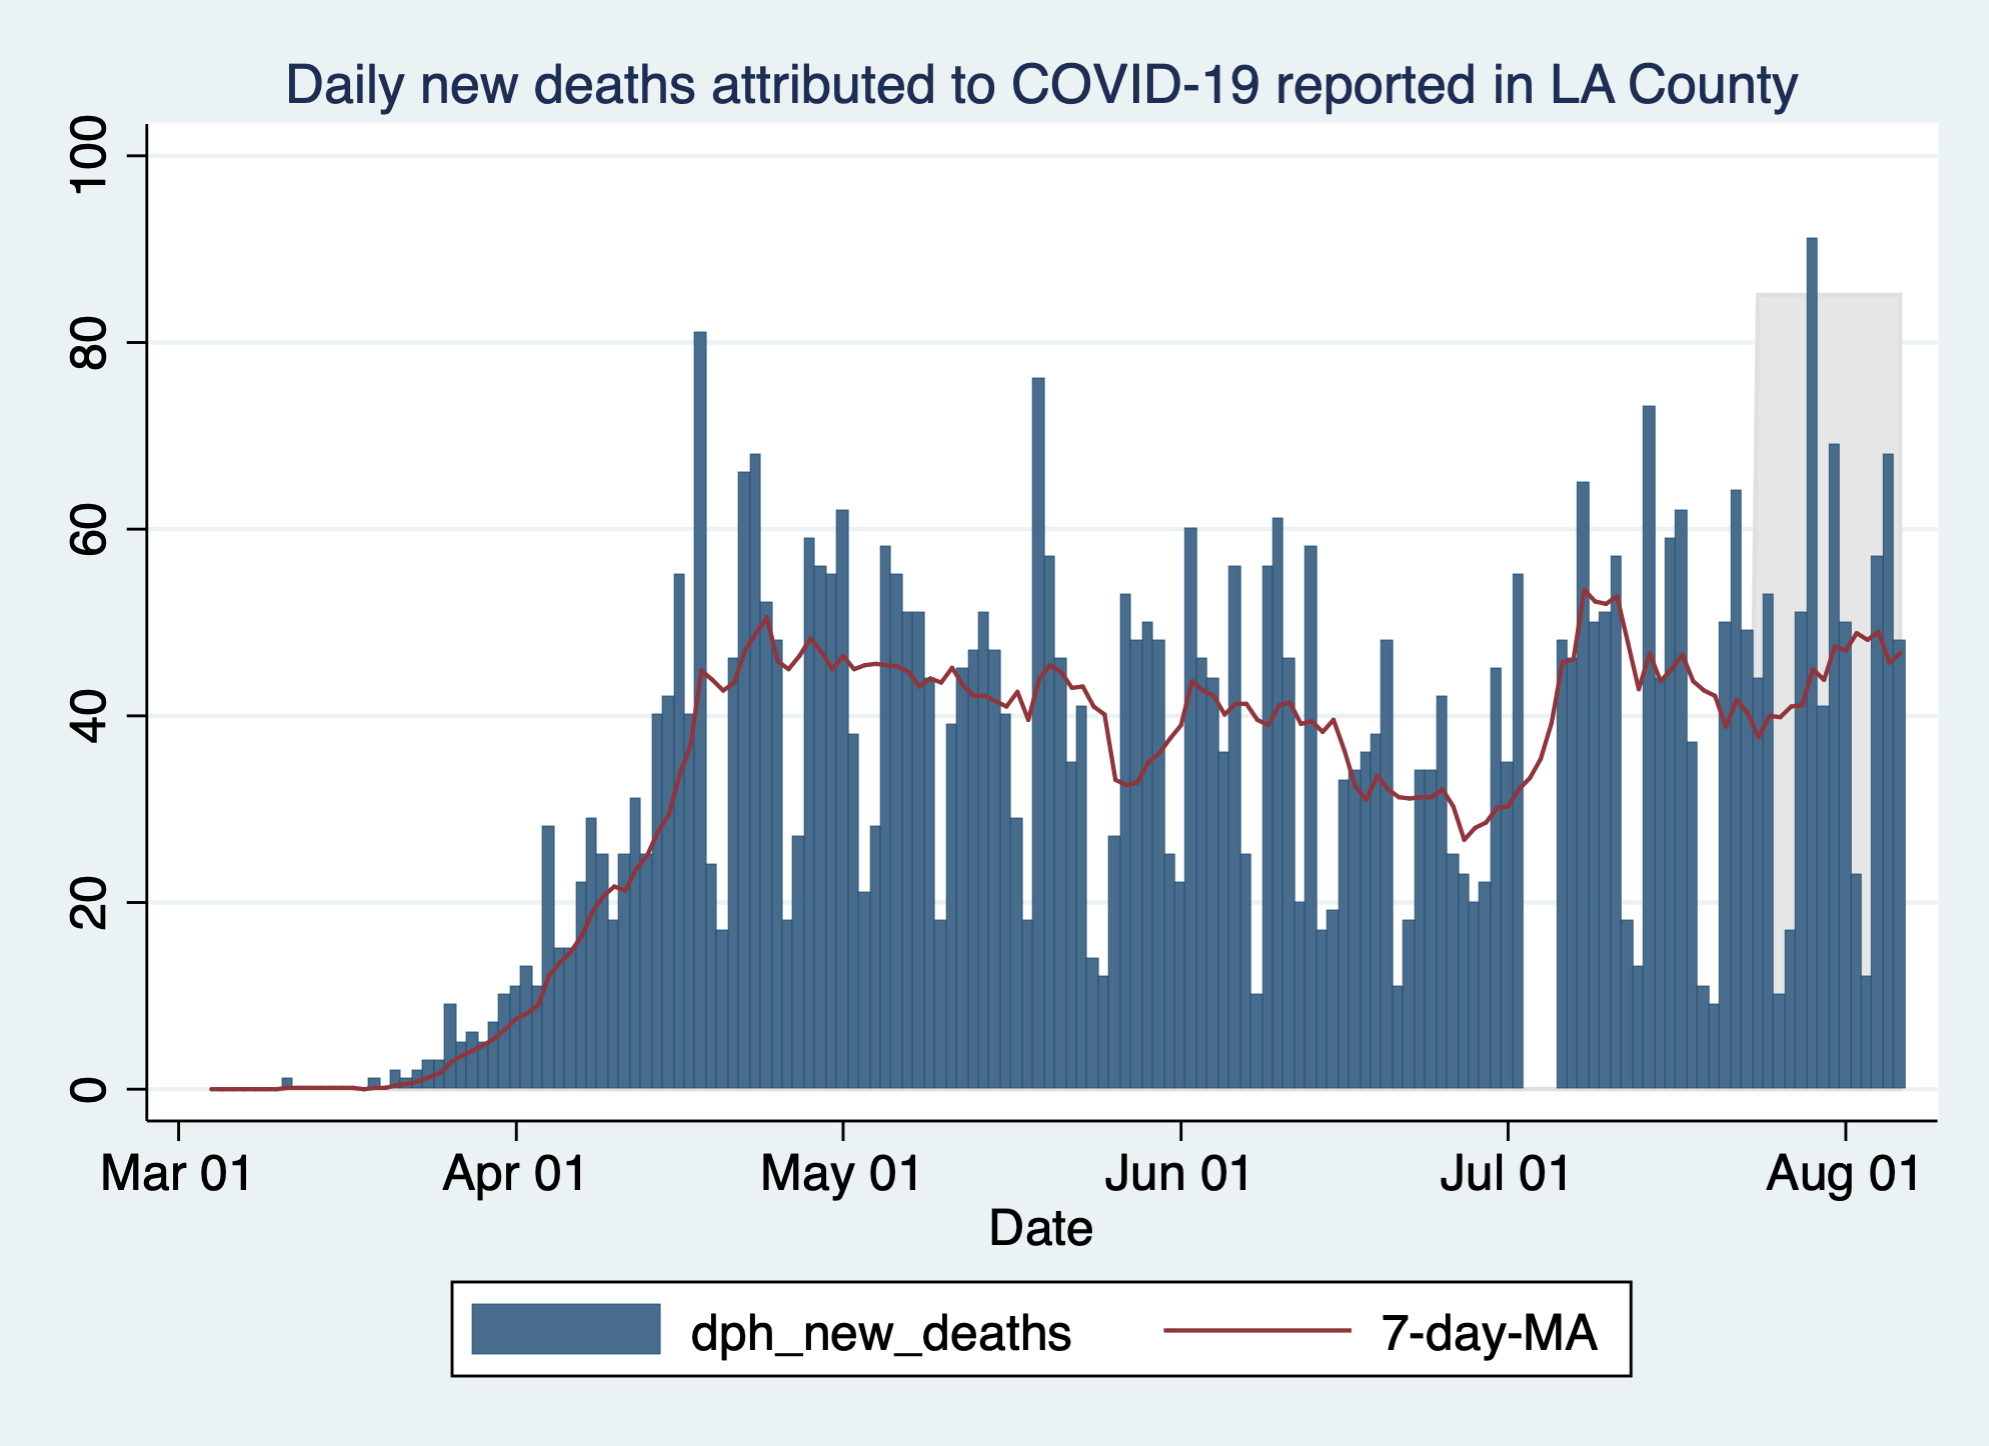 Daily new deaths attributed to COVID-19 reported in LA County
100
80
60
40
20
0
Mar 01 Apr 01 May 01 Jun 01 Jul 01 Aug 01
Date
dph_new_deaths 7-day-MA